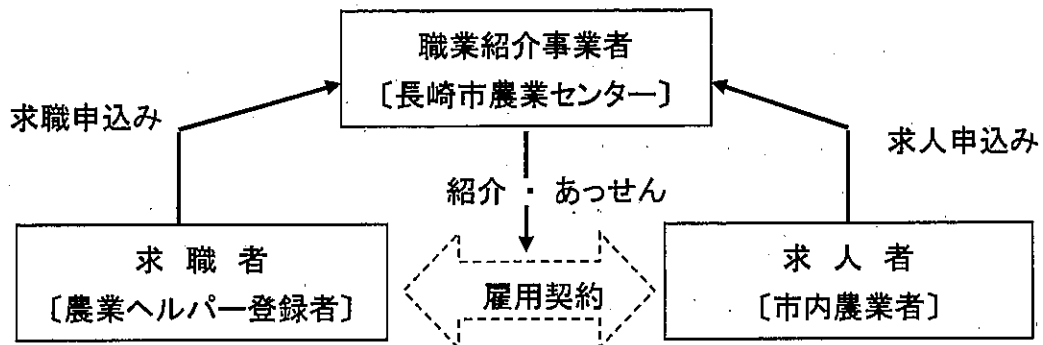 職業紹介事業者
〔長崎市農業センター〕
求職申込み
求人申込み
紹介・あっせん
求職者
〔農業ヘルパー登録者〕
雇用契約
求人者
〔市内農業者〕